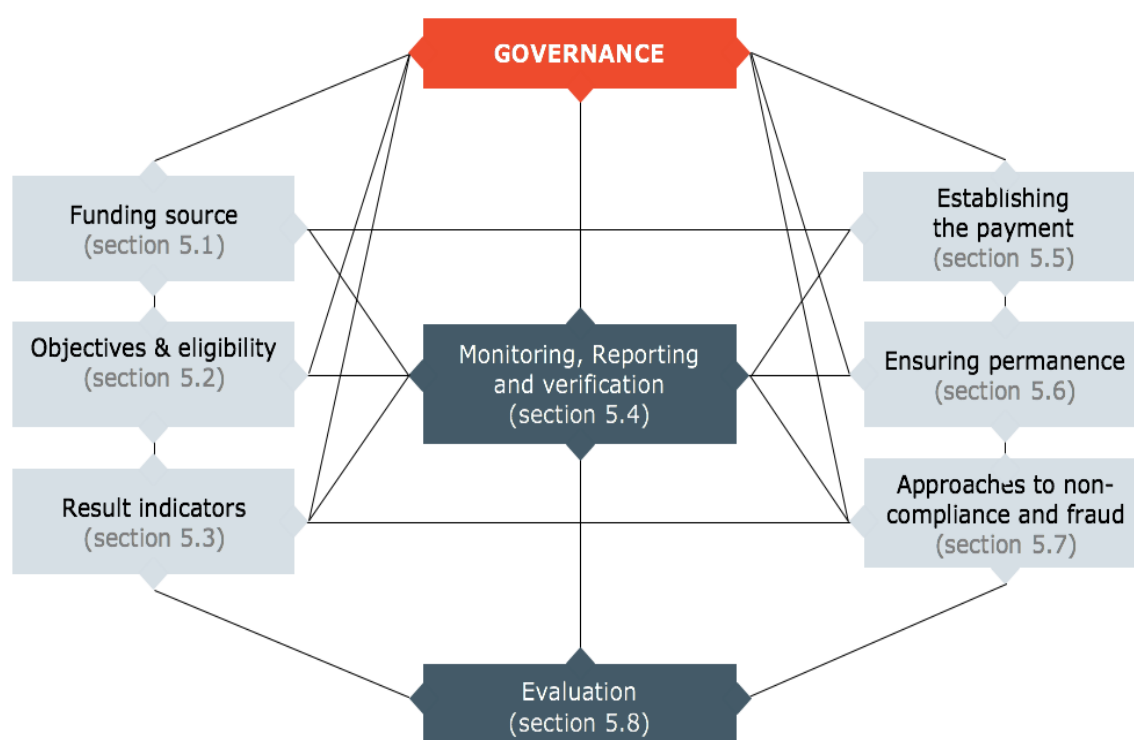 GOVERNANCE
Funding source
(section 5.1)
Objectives & eligibility
(section 5.2)
Result indicators
(section 5.3)
Monitoring, Reporting
and verification
(section 5.4)
Establishing
the payment
(section 5.5)
Ensuring permanence
(section 5.6)
Approaches to non-
compliance and fraud
(section 5.7)
Evaluation
(section 5.8)